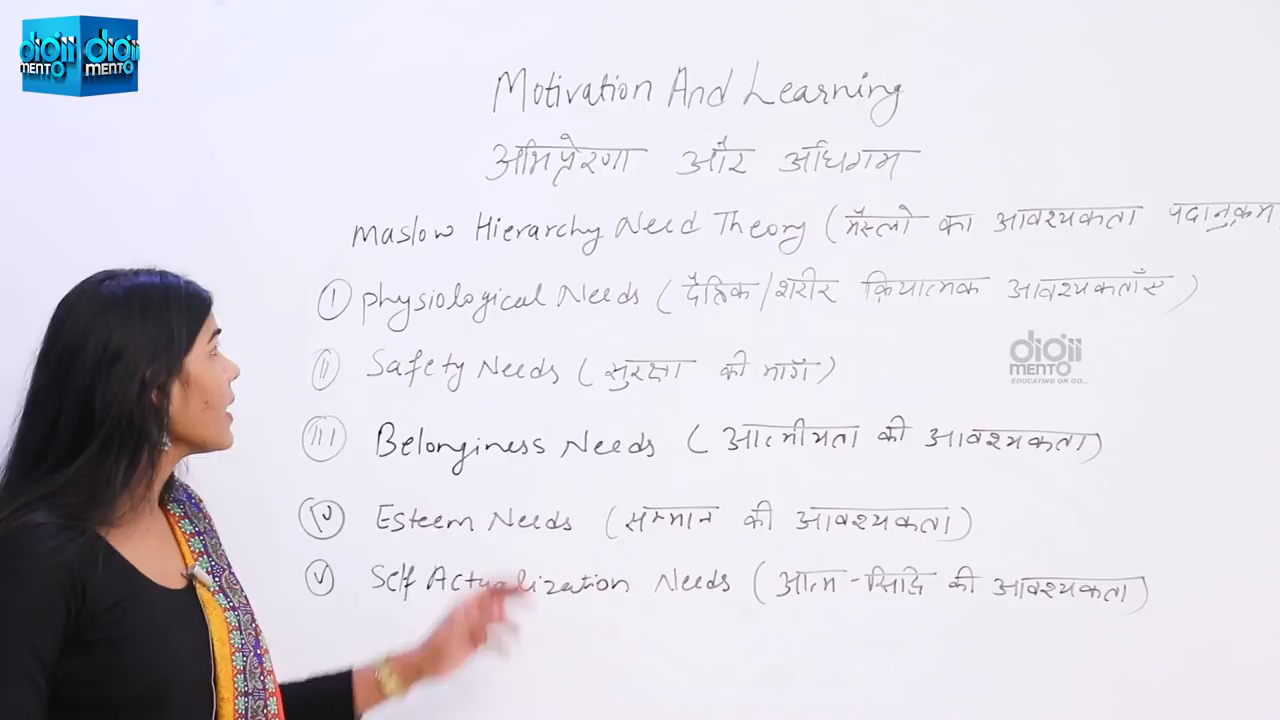 digii digii
MENTO MENTO
Motivation And Learning
अभिप्रेरणा और अधिगम
Maslow Hierarchy Need Theory (मैस्लो का आवश्यकता पदानुक्रम
I Physiological Needs (दैहिक/शरीर क्रियात्मक आवश्यकताएँ)
II Safety Needs (सुरक्षा की माँग)
digii
MENTO
EDUCATING ON GO...
III Belonginess Needs (आत्मीयता की आवश्यकता)
IV Esteem Needs (सम्मान की आवश्यकता)
V Self Actualization Needs (आत्म-सिद्धि की आवश्यकता)